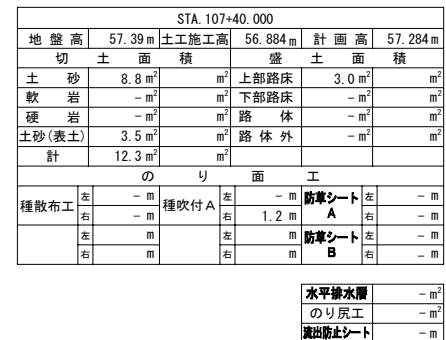 STA. 107+40.000
地 盤 高 57.39 m 土工施工高 56.884 m 計 画 高 57.284 m
切 土 面 積 盛 土 面 積
土 砂 8.8 m² m² 上部路床 3.0 m² m²
軟 岩 − m² m² 下部路床 − m² m²
硬 岩 − m² m² 路 体 − m² m²
土砂(表土) 3.5 m² m² 路 体 外 − m² m²
計 12.3 m² m²
の り 面 工
種散布工 左 − m 種吹付A 左 − m 防草シートA 左 − m
右 − m 右 1.2 m 右 − m
左 m 左 m 防草シートB 左 − m
右 m 右 m 右 − m
水平排水層 − m²
のり尻工 − m²
流出防止シート − m